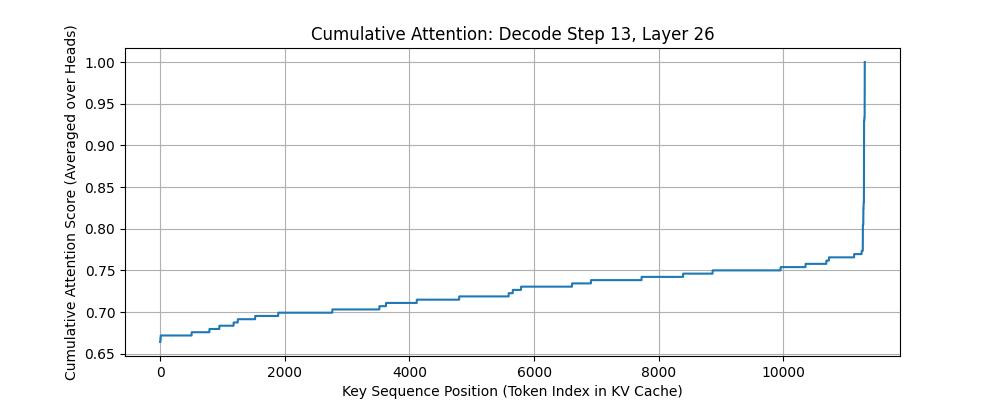 Cumulative Attention: Decode Step 13, Layer 26
Cumulative Attention Score (Averaged over Heads)
1.00
0.95
0.90
0.85
0.80
0.75
0.70
0.65
0 2000 4000 6000 8000 10000
Key Sequence Position (Token Index in KV Cache)